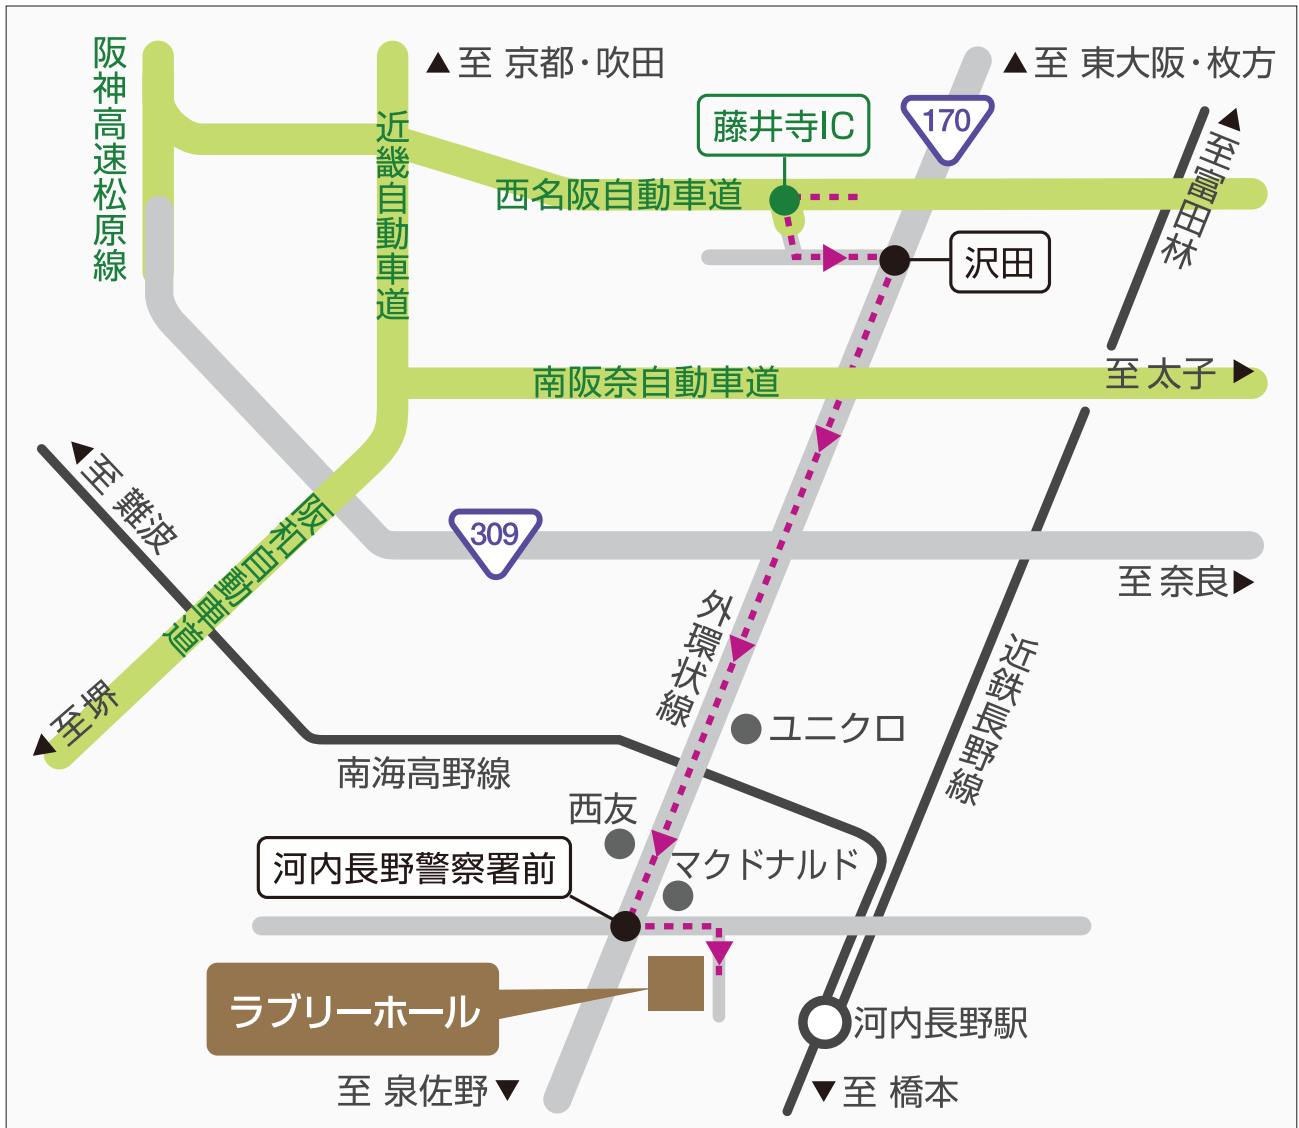 阪神高速松原線
▲至 京都・吹田
▲至 東大阪・枚方
近畿自動車道
藤井寺IC
170
至富田林
西名阪自動車道
沢田
南阪奈自動車道
至 太子
至 難波
阪和自動車道
309
至 奈良
外環状線
近鉄長野線
至 堺
ユニクロ
南海高野線
西友
マクドナルド
河内長野警察署前
ラブリーホール
河内長野駅
至 泉佐野▼
▼至 橋本